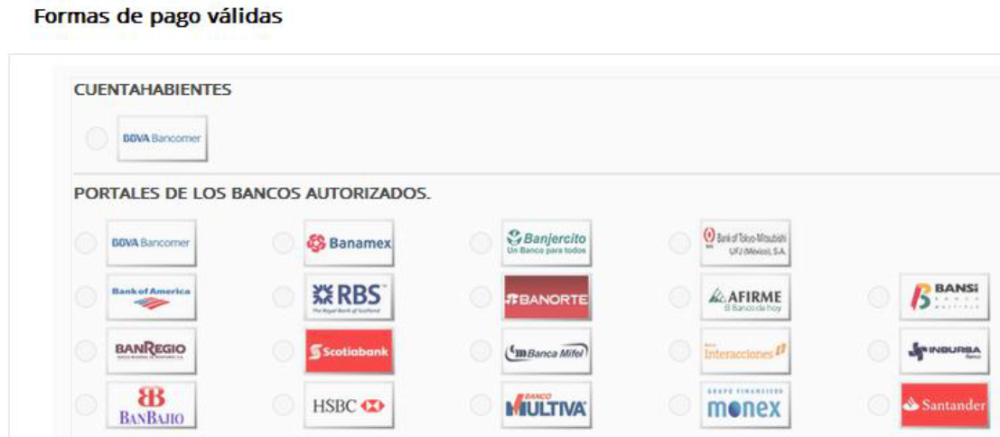 Formas de pago válidas
CUENTAHABIENTES
BBVA Bancomer
PORTALES DE LOS BANCOS AUTORIZADOS.
BBVA Bancomer
Banamex
Banjercito
Un Banco para todos
Bank of Tokyo-Mitsubishi
UFJ (México), S.A.
Bank of America
RBS
The Royal Bank of Scotland
BANORTE
AFIRME
El Banco de hoy
BANSÍ
BANREGIO
Scotiabank
Banca Mifel
Interacciones
INBURSA
Banco
BANBAJIO
HSBC
BANCO
MULTIVA
GRUPO FINANCIERO
monex
Santander